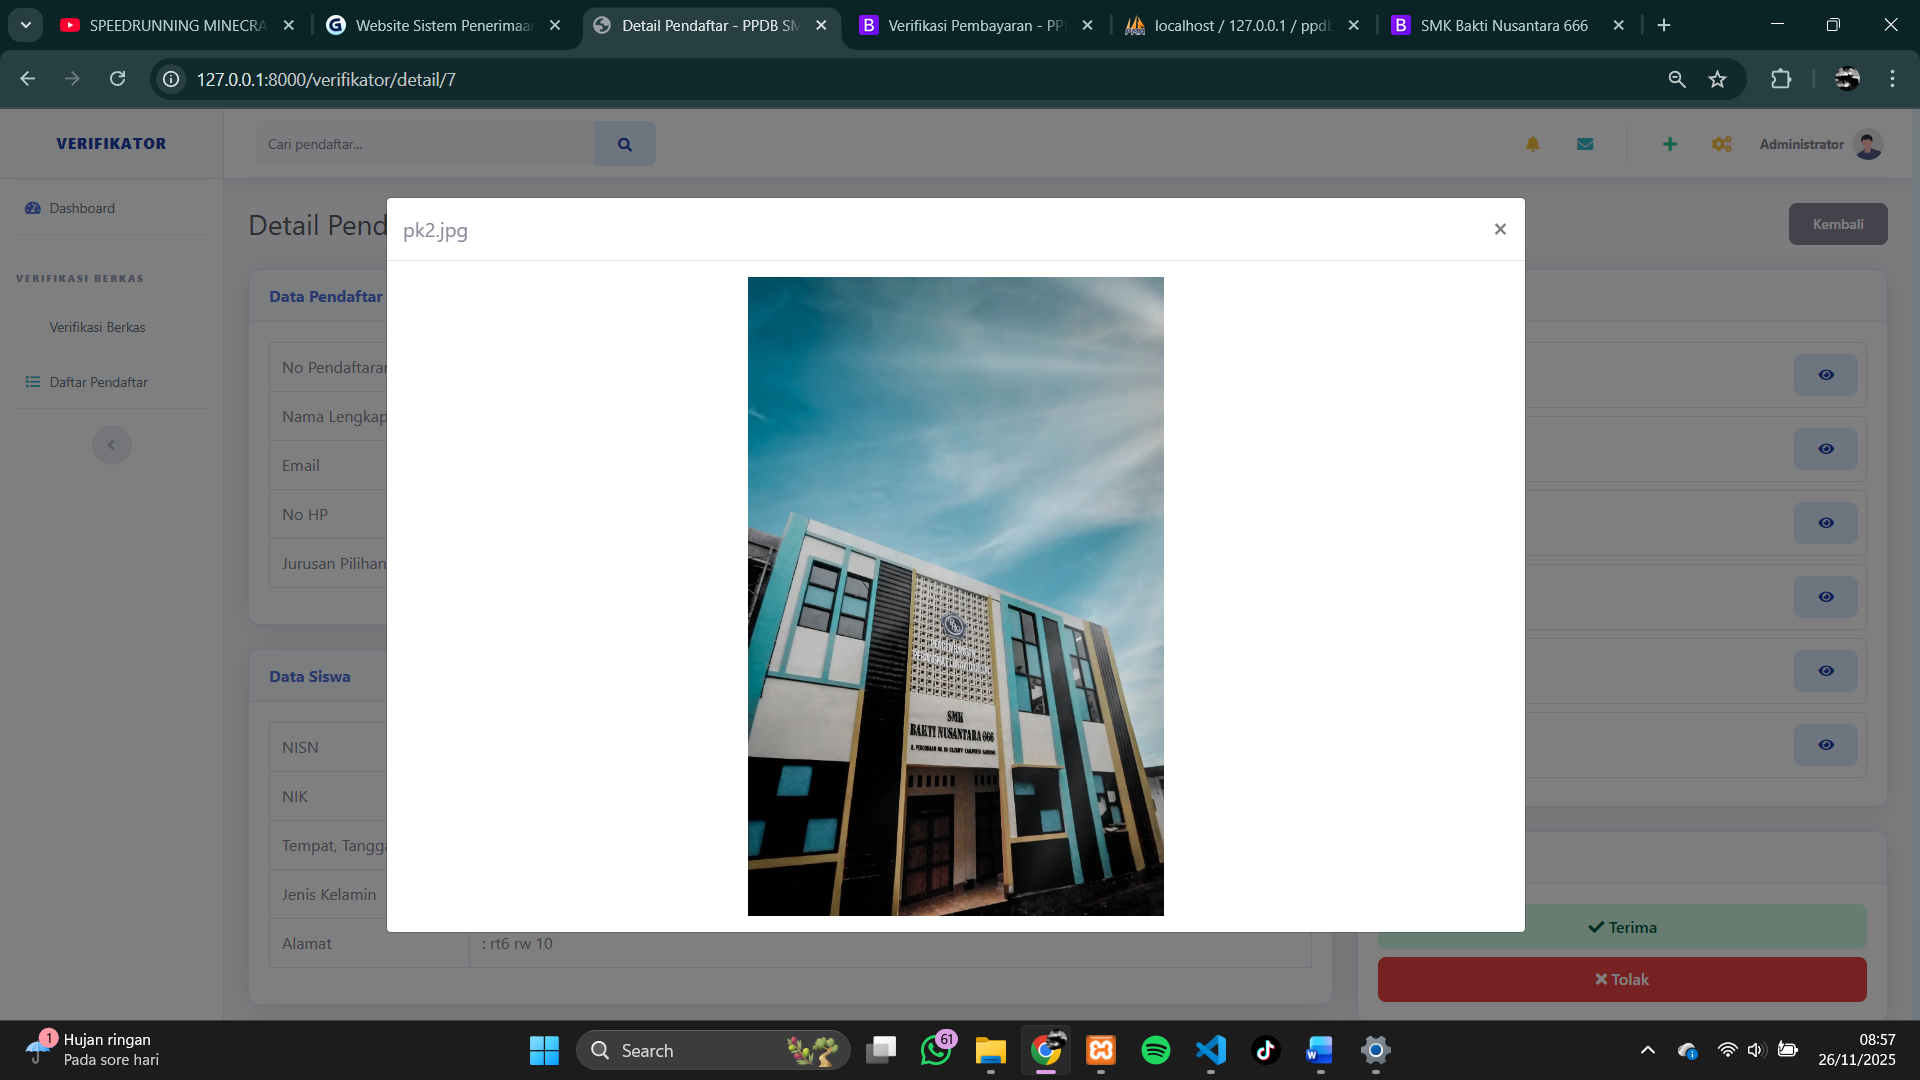 SPEEDRUNNING MINECRA
Website Sistem Penerimaa
Detail Pendaftar - PPDB SM
Verifikasi Pembayaran - PP
localhost / 127.0.0.1 / ppdb
SMK Bakti Nusantara 666
127.0.0.1:8000/verifikator/detail/7
VERIFIKATOR
Cari pendaftar...
Administrator
Dashboard
VERIFIKASI BERKAS
Verifikasi Berkas
Daftar Pendaftar
Detail Pend
Kembali
pk2.jpg
Data Pendaftar
No Pendaftaran
Nama Lengkap
Email
No HP
Jurusan Pilihan
SMK
BAKTI NUSANTARA 666
Data Siswa
NISN
NIK
Tempat, Tangga
Jenis Kelamin
Alamat
: rt6 rw 10
Terima
Tolak
1
Hujan ringan
Pada sore hari
Search
61
08:57
26/11/2025